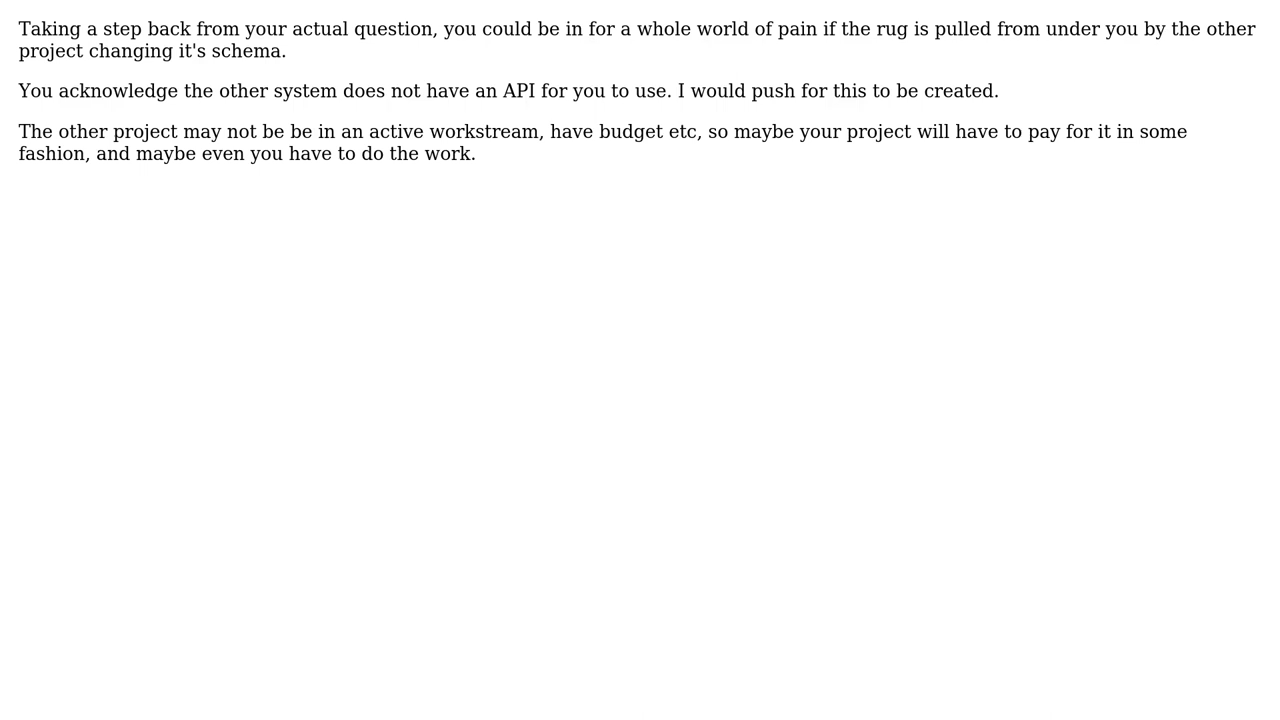 Taking a step back from your actual question, you could be in for a whole world of pain if the rug is pulled from under you by the other
project changing it's schema.
You acknowledge the other system does not have an API for you to use. I would push for this to be created.
The other project may not be be in an active workstream, have budget etc, so maybe your project will have to pay for it in some
fashion, and maybe even you have to do the work.